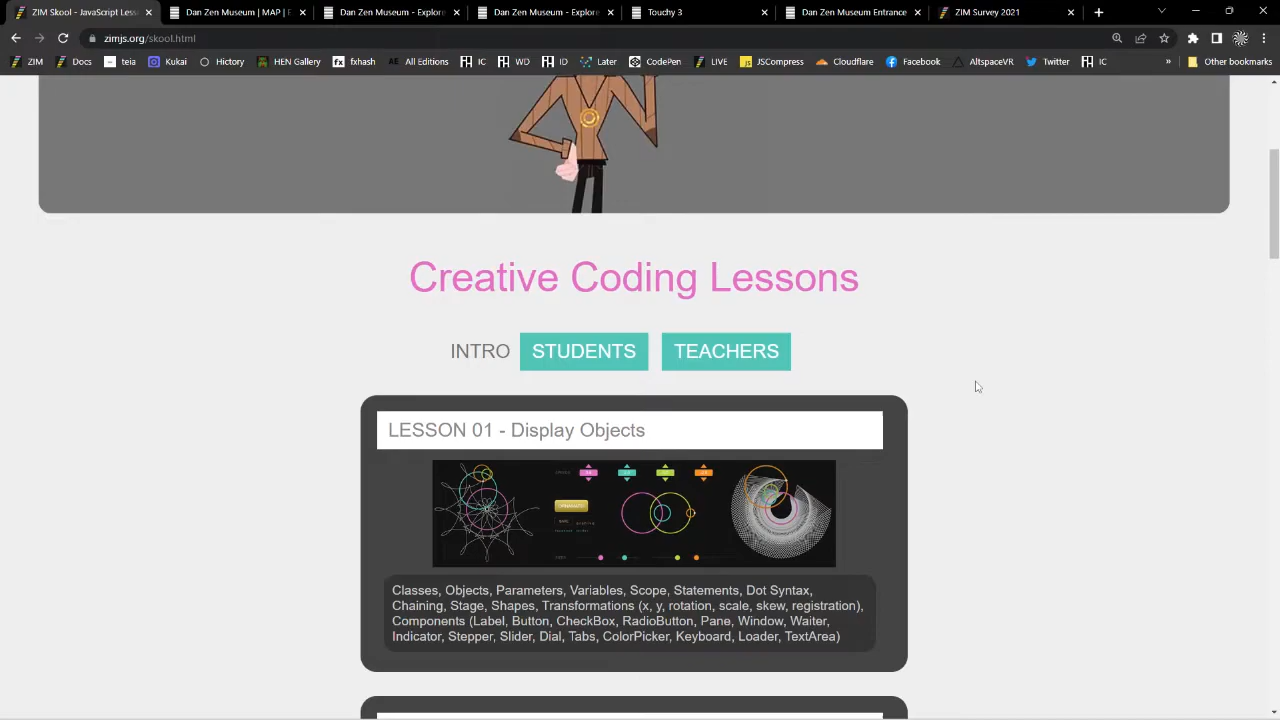 ZIM Skool - JavaScript Lesso
Dan Zen Museum | MAP | E
Dan Zen Museum - Explore
Dan Zen Museum - Explore
Touchy 3
Dan Zen Museum Entrance
ZIM Survey 2021
zimjs.org/skool.html
ZIM
Docs
teia
Kukai
Hictory
HEN Gallery
fxhash
All Editions
IC
WD
ID
Later
CodePen
LIVE
JSCompress
Cloudflare
Facebook
AltspaceVR
Twitter
IC
»
Other bookmarks
Creative Coding Lessons
INTRO STUDENTS TEACHERS
LESSON 01 - Display Objects
Classes, Objects, Parameters, Variables, Scope, Statements, Dot Syntax,
Chaining, Stage, Shapes, Transformations (x, y, rotation, scale, skew, registration),
Components (Label, Button, CheckBox, RadioButton, Pane, Window, Waiter,
Indicator, Stepper, Slider, Dial, Tabs, ColorPicker, Keyboard, Loader, TextArea)